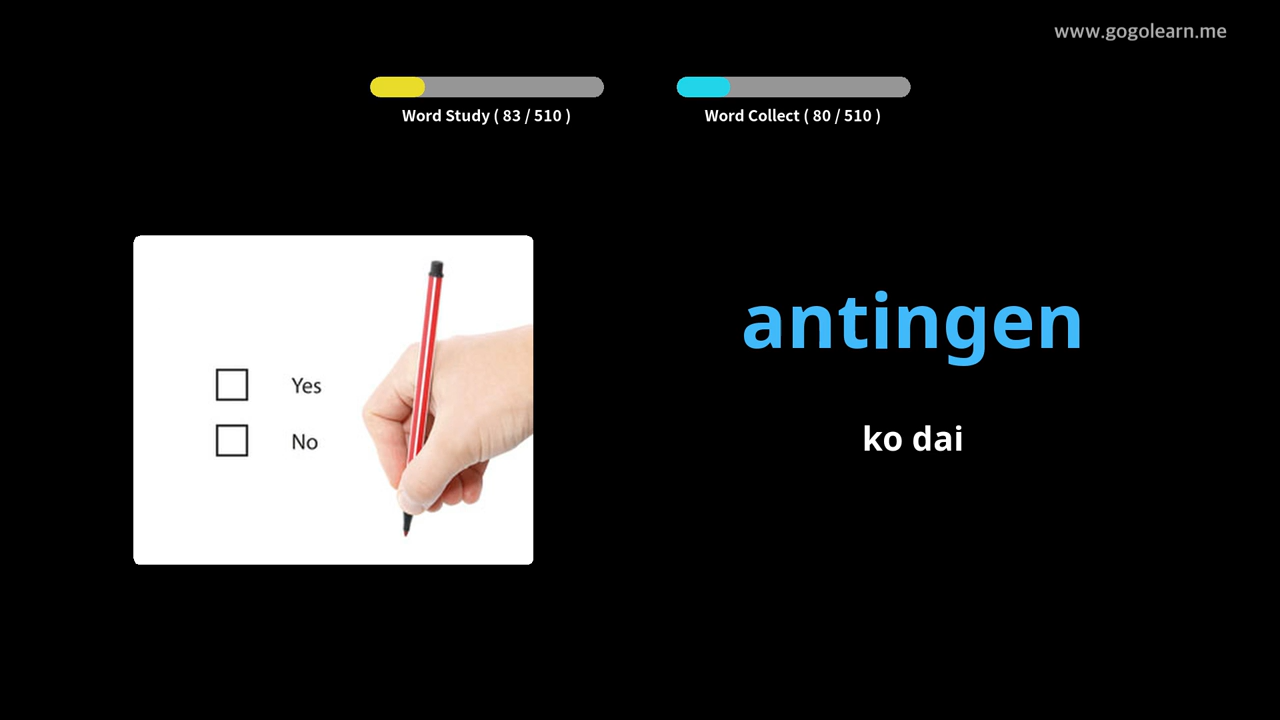 www.gogolearn.me
Word Study ( 83 / 510 )
Word Collect ( 80 / 510 )
Yes
No
antingen
ko dai